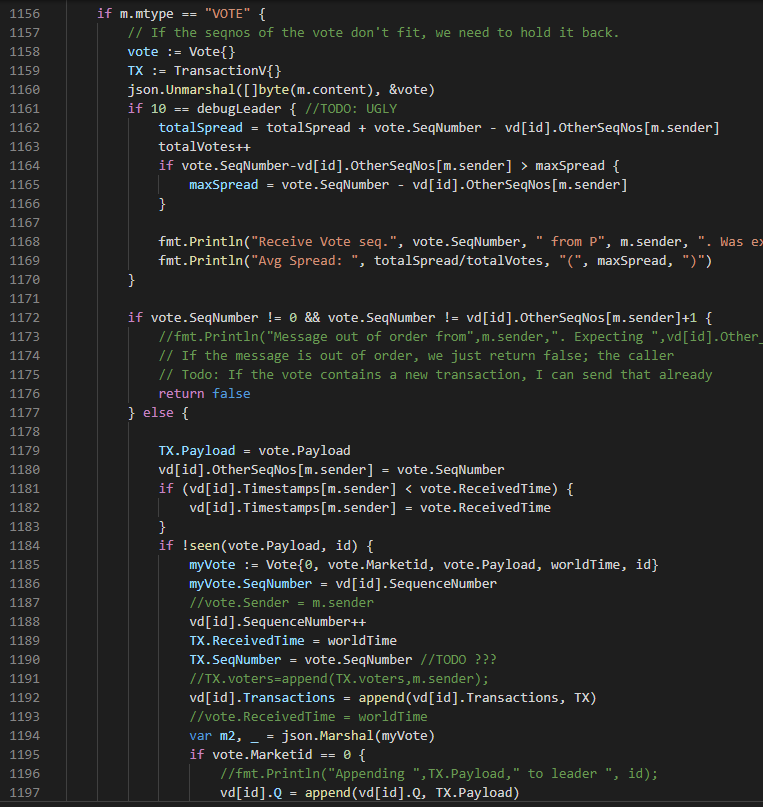 1156 if m.mtype == "VOTE" {
1157 // If the seqnos of the vote don't fit, we need to hold it back.
1158 vote := Vote{}
1159 TX := TransactionV{}
1160 json.Unmarshal([]byte(m.content), &vote)
1161 if 10 == debugLeader { //TODO: UGLY
1162 totalSpread = totalSpread + vote.SeqNumber - vd[id].OtherSeqNos[m.sender]
1163 totalVotes++
1164 if vote.SeqNumber-vd[id].OtherSeqNos[m.sender] > maxSpread {
1165 maxSpread = vote.SeqNumber - vd[id].OtherSeqNos[m.sender]
1166 }
1167
1168 fmt.Println("Receive Vote seq.", vote.SeqNumber, " from P", m.sender, ". Was ex
1169 fmt.Println("Avg Spread: ", totalSpread/totalVotes, "(", maxSpread, ")")
1170 }
1171
1172 if vote.SeqNumber != 0 && vote.SeqNumber != vd[id].OtherSeqNos[m.sender]+1 {
1173 //fmt.Println("Message out of order from",m.sender,". Expecting ",vd[id].Other_
1174 // If the message is out of order, we just return false; the caller
1175 // Todo: If the vote contains a new transaction, I can send that already
1176 return false
1177 } else {
1178
1179 TX.Payload = vote.Payload
1180 vd[id].OtherSeqNos[m.sender] = vote.SeqNumber
1181 if (vd[id].Timestamps[m.sender] < vote.ReceivedTime) {
1182 vd[id].Timestamps[m.sender] = vote.ReceivedTime
1183 }
1184 if !seen(vote.Payload, id) {
1185 myVote := Vote{0, vote.Marketid, vote.Payload, worldTime, id}
1186 myVote.SeqNumber = vd[id].SequenceNumber
1187 //vote.Sender = m.sender
1188 vd[id].SequenceNumber++
1189 TX.ReceivedTime = worldTime
1190 TX.SeqNumber = vote.SeqNumber //TODO ???
1191 //TX.voters=append(TX.voters,m.sender);
1192 vd[id].Transactions = append(vd[id].Transactions, TX)
1193 //vote.ReceivedTime = worldTime
1194 var m2, _ = json.Marshal(myVote)
1195 if vote.Marketid == 0 {
1196 //fmt.Println("Appending ",TX.Payload," to leader ", id);
1197 vd[id].Q = append(vd[id].Q, TX.Payload)